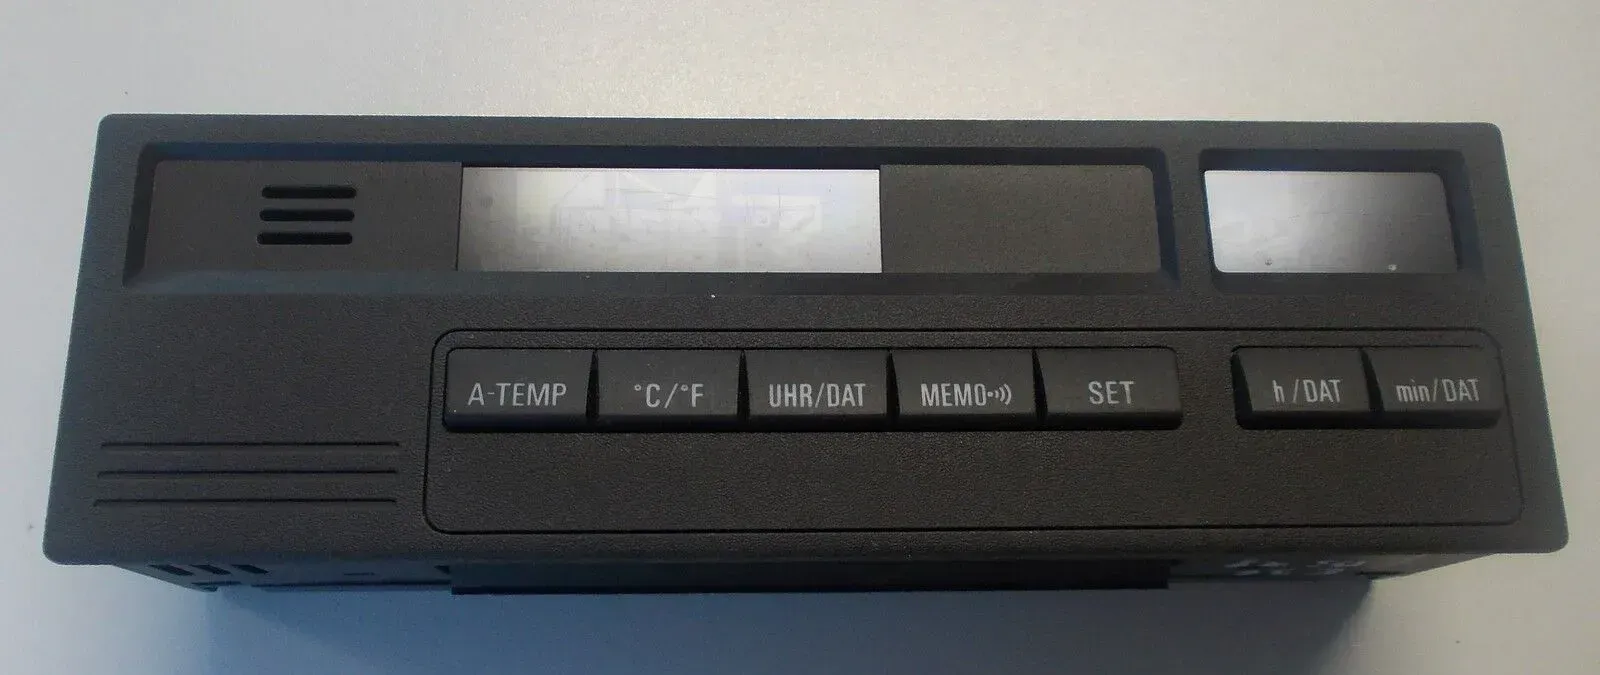 A-TEMP °C/°F UHR/DAT MEMO•)) SET h/DAT min/DAT